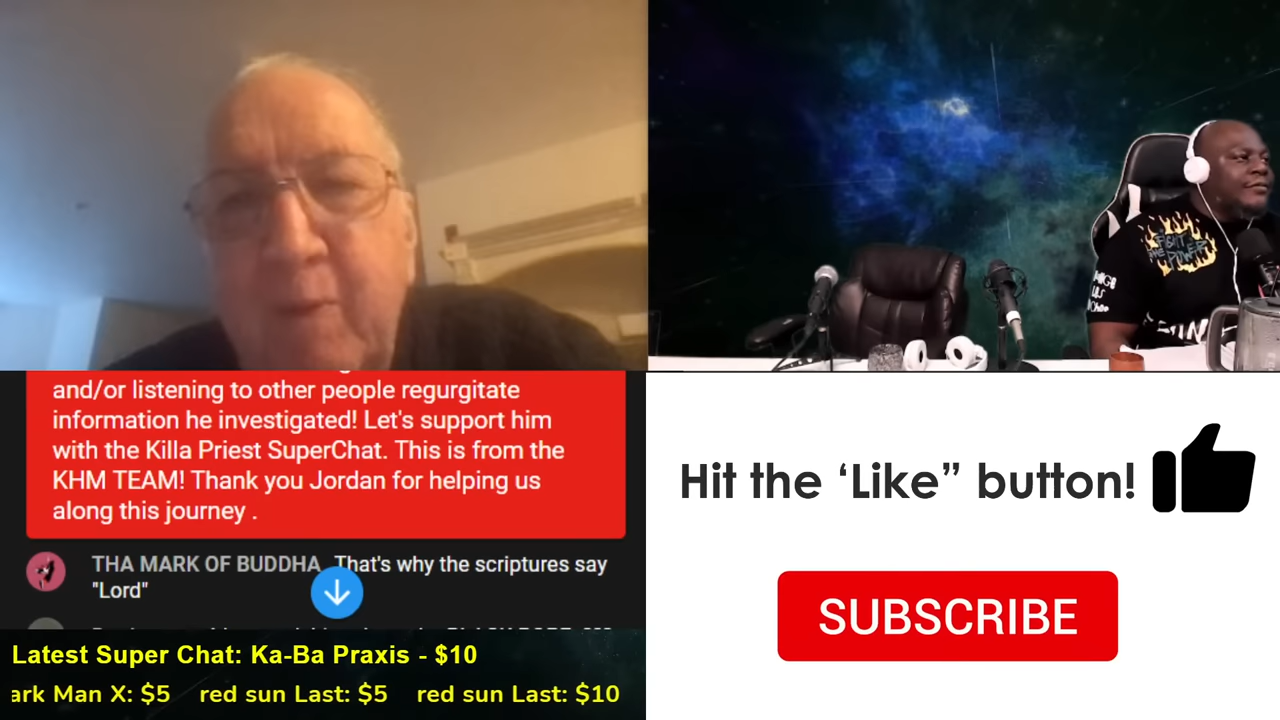 FIGHT
THE
POWER
and/or listening to other people regurgitate
information he investigated! Let's support him
with the Killa Priest SuperChat. This is from the
KHM TEAM! Thank you Jordan for helping us
along this journey .
THA MARK OF BUDDHA That's why the scriptures say
"Lord"
Latest Super Chat: Ka-Ba Praxis - $10
ark Man X: $5 red sun Last: $5 red sun Last: $10
Hit the ‘Like” button!
SUBSCRIBE